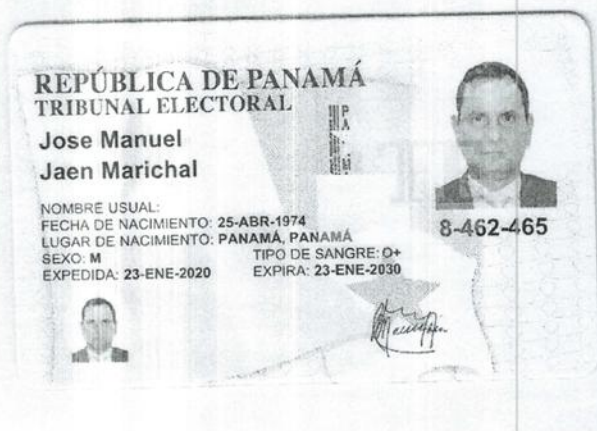 REPÚBLICA DE PANAMÁ
TRIBUNAL ELECTORAL
Jose Manuel
Jaen Marichal
NOMBRE USUAL:
FECHA DE NACIMIENTO: 25-ABR-1974
LUGAR DE NACIMIENTO: PANAMÁ, PANAMÁ
SEXO: M TIPO DE SANGRE: O+
EXPEDIDA: 23-ENE-2020 EXPIRA: 23-ENE-2030
8-462-465